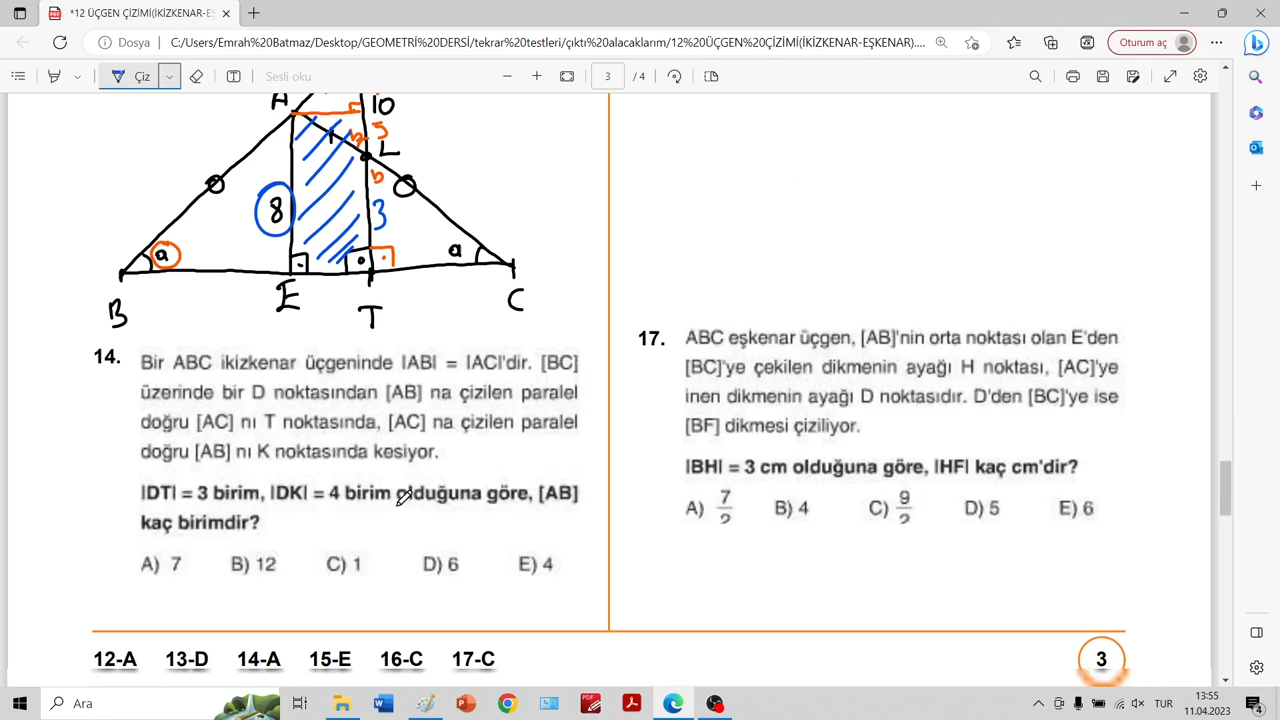 *12 ÜÇGEN ÇİZİMİ(İKİZKENAR-EŞ
Dosya
C:/Users/Emrah%20Batmaz/Desktop/GEOMETRİ%20DERSİ/tekrar%20testleri/çıktı%20alacaklarım/12%20ÜÇGEN%20ÇİZİMİ(İKİZKENAR-EŞKENAR)....
Oturum aç
Çiz
Sesli oku
3 / 4
A
10
5
b
L
b
8
3
a
a
B
E
T
C
14. Bir ABC ikizkenar üçgeninde |AB| = |AC|'dir. [BC]
üzerinde bir D noktasından [AB] na çizilen paralel
doğru [AC] nı T noktasında, [AC] na çizilen paralel
doğru [AB] nı K noktasında kesiyor.
|DT| = 3 birim, |DK| = 4 birim olduğuna göre, [AB]
kaç birimdir?
A) 7 B) 12 C) 1 D) 6 E) 4
17. ABC eşkenar üçgen, [AB]'nin orta noktası olan E'den
[BC]'ye çekilen dikmenin ayağı H noktası, [AC]'ye
inen dikmenin ayağı D noktasıdır. D'den [BC]'ye ise
[BF] dikmesi çiziliyor.
|BH| = 3 cm olduğuna göre, |HF| kaç cm'dir?
A) 7/2 B) 4 C) 9/2 D) 5 E) 6
12-A 13-D 14-A 15-E 16-C 17-C
3
Ara
TUR
13:55
11.04.2023
4